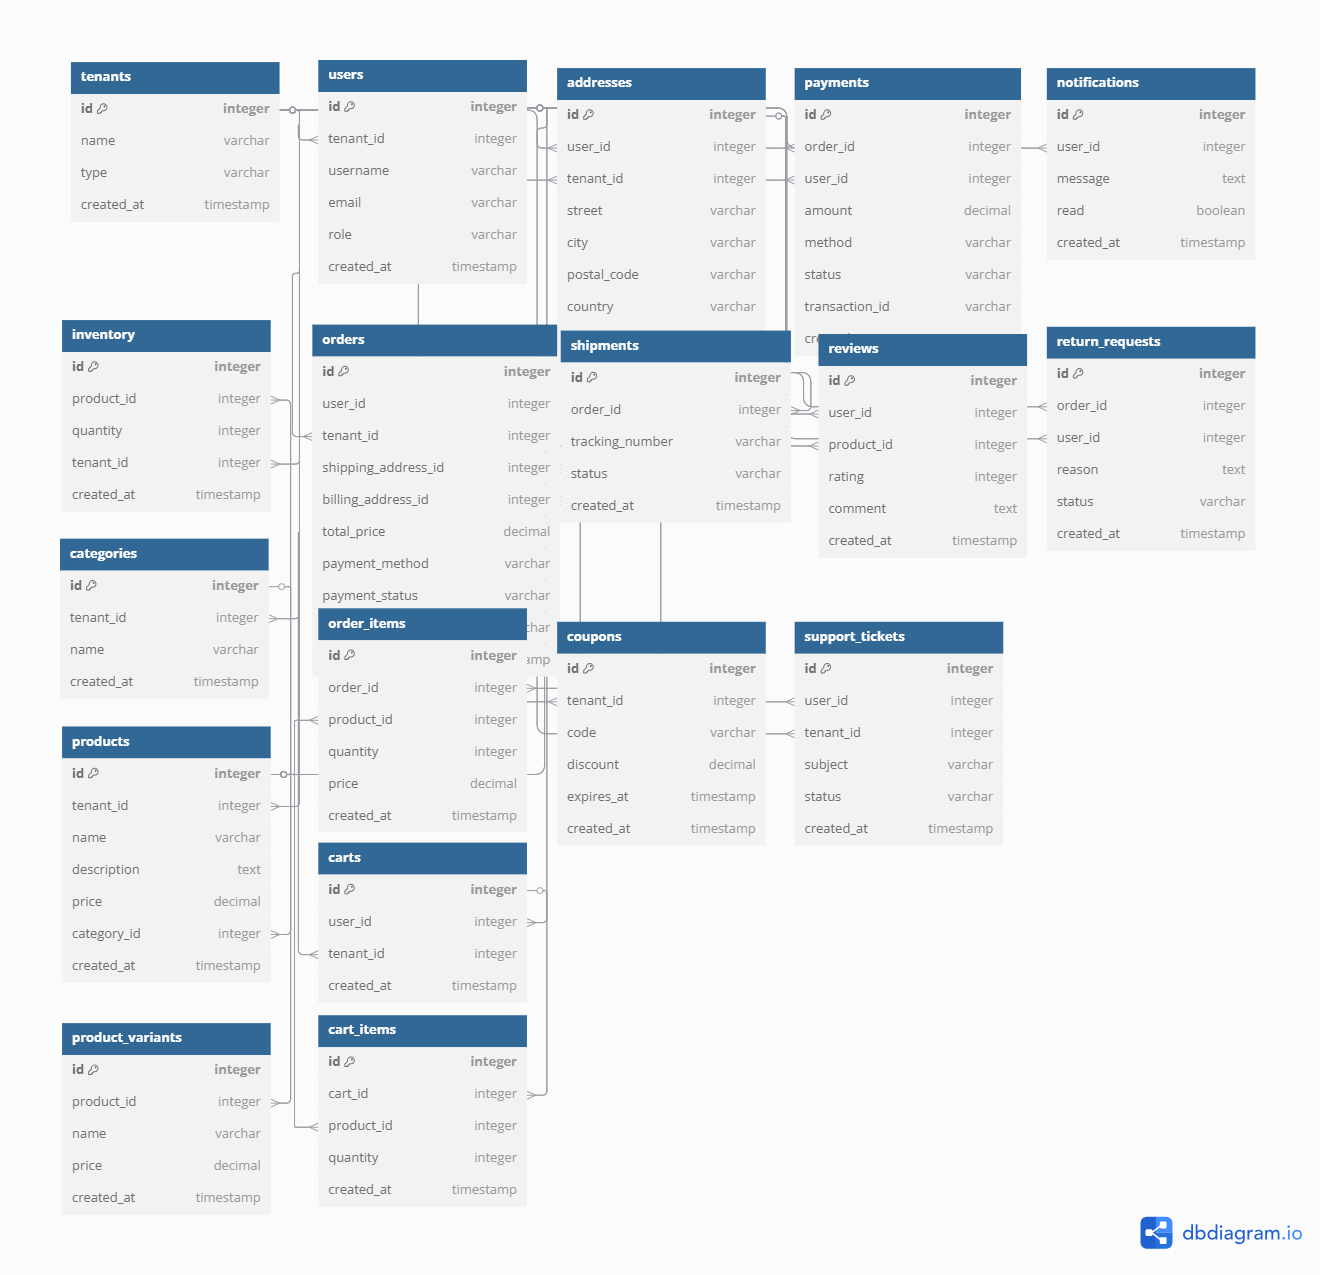 tenants
id integer
name varchar
type varchar
created_at timestamp
users
id integer
tenant_id integer
username varchar
email varchar
role varchar
created_at timestamp
addresses
id integer
user_id integer
tenant_id integer
street varchar
city varchar
postal_code varchar
country varchar
payments
id integer
order_id integer
user_id integer
amount decimal
method varchar
status varchar
transaction_id varchar
notifications
id integer
user_id integer
message text
read boolean
created_at timestamp
inventory
id integer
product_id integer
quantity integer
tenant_id integer
created_at timestamp
orders
id integer
user_id integer
tenant_id integer
shipping_address_id integer
billing_address_id integer
total_price decimal
payment_method varchar
payment_status varchar
shipments
id integer
order_id integer
tracking_number varchar
status varchar
created_at timestamp
reviews
id integer
user_id integer
product_id integer
rating integer
comment text
created_at timestamp
return_requests
id integer
order_id integer
user_id integer
reason text
status varchar
created_at timestamp
categories
id integer
tenant_id integer
name varchar
created_at timestamp
order_items
id integer
order_id integer
product_id integer
quantity integer
price decimal
created_at timestamp
coupons
id integer
tenant_id integer
code varchar
discount decimal
expires_at timestamp
created_at timestamp
support_tickets
id integer
user_id integer
tenant_id integer
subject varchar
status varchar
created_at timestamp
products
id integer
tenant_id integer
name varchar
description text
price decimal
category_id integer
created_at timestamp
carts
id integer
user_id integer
tenant_id integer
created_at timestamp
product_variants
id integer
product_id integer
name varchar
price decimal
created_at timestamp
cart_items
id integer
cart_id integer
product_id integer
quantity integer
created_at timestamp
dbdiagram.io